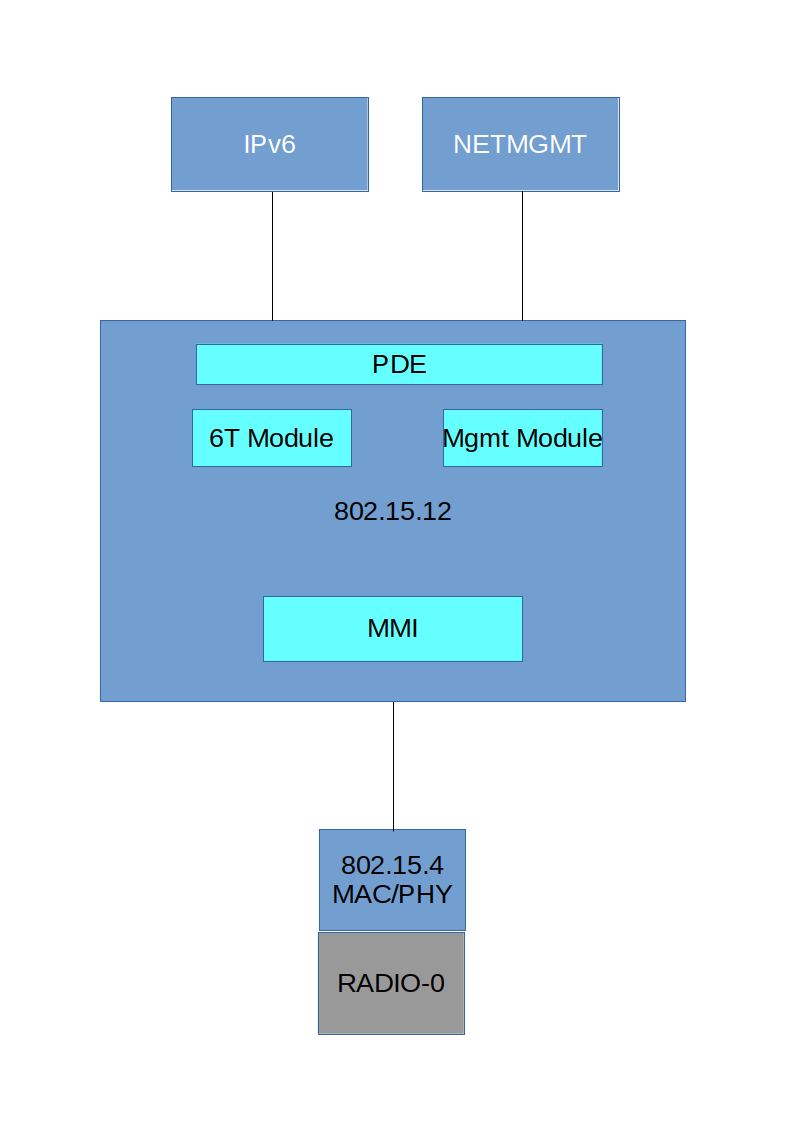 IPv6
NETMGMT
PDE
6T Module
Mgmt Module
802.15.12
MMI
802.15.4
MAC/PHY
RADIO-0